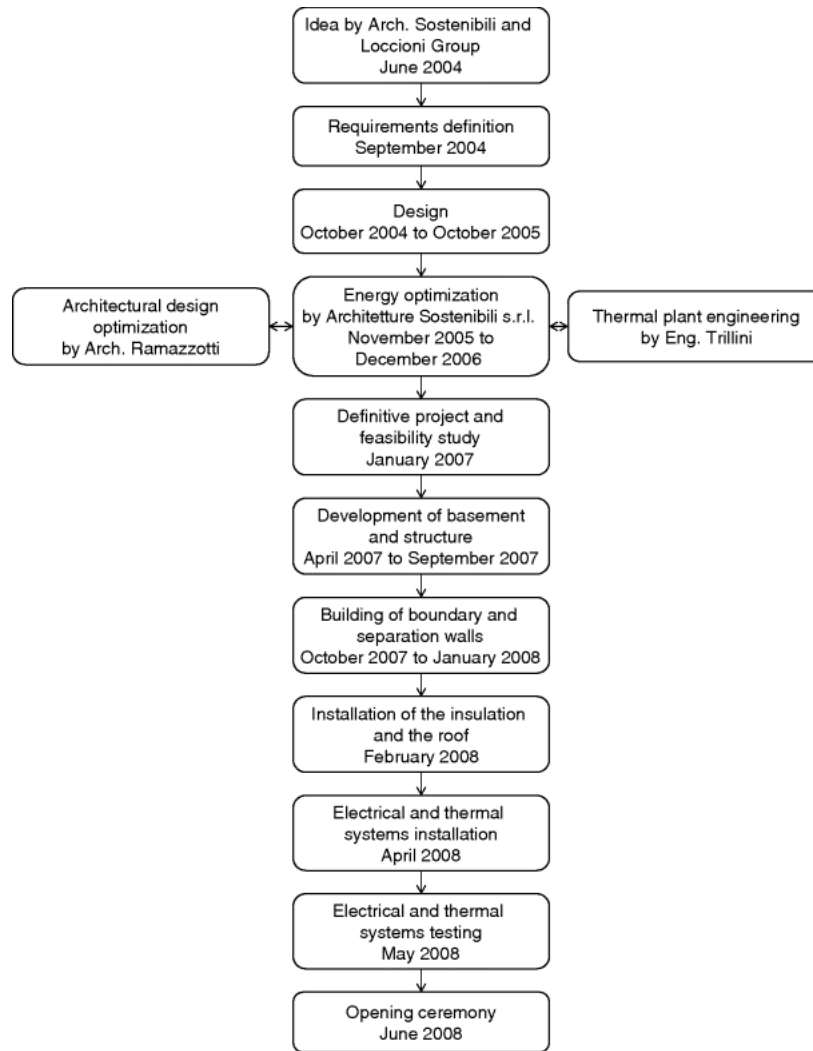 Idea by Arch. Sostenibili and
Loccioni Group
June 2004
Requirements definition
September 2004
Design
October 2004 to October 2005
Architectural design
optimization
by Arch. Ramazzotti
Energy optimization
by Architetture Sostenibili s.r.l.
November 2005 to
December 2006
Thermal plant engineering
by Eng. Trillini
Definitive project and
feasibility study
January 2007
Development of basement
and structure
April 2007 to September 2007
Building of boundary and
separation walls
October 2007 to January 2008
Installation of the insulation
and the roof
February 2008
Electrical and thermal
systems installation
April 2008
Electrical and thermal
systems testing
May 2008
Opening ceremony
June 2008